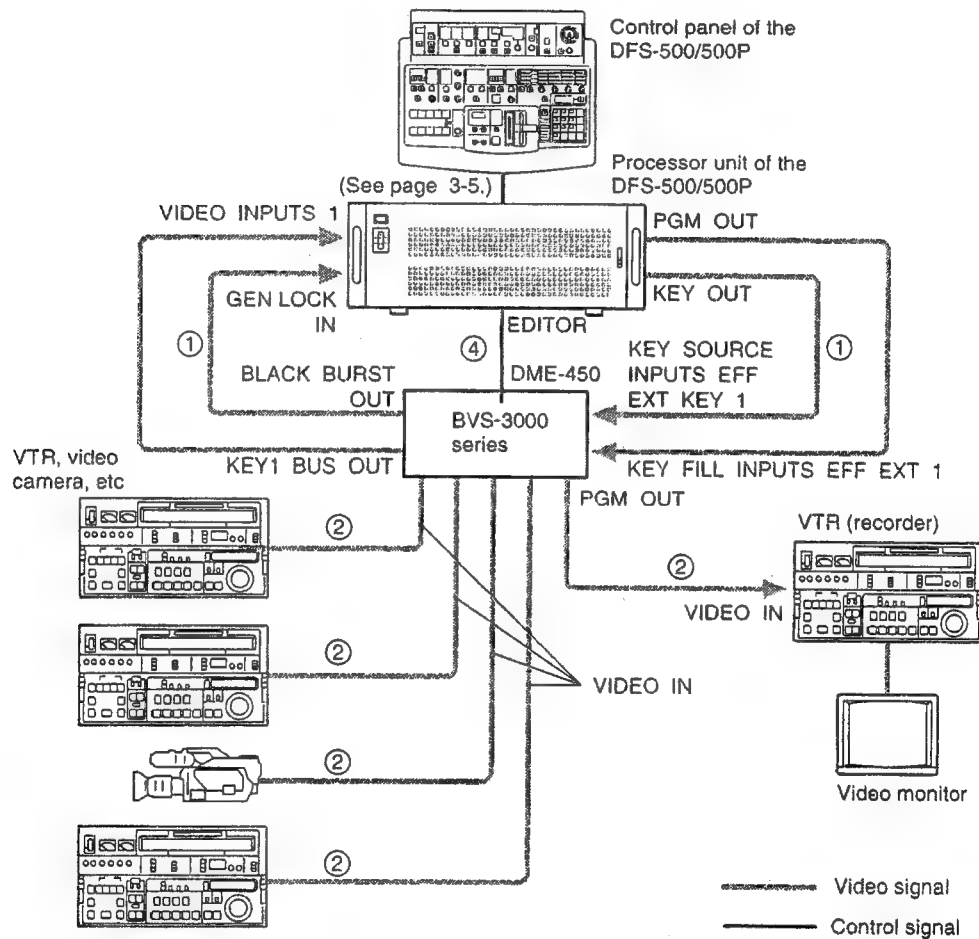 Control panel of the
DFS-500/500P
Processor unit of the
DFS-500/500P
(See page 3-5.)
VIDEO INPUTS 1
PGM OUT
GEN LOCK
IN
KEY OUT
EDITOR
①
④
①
BLACK BURST
OUT
DME-450
KEY SOURCE
INPUTS EFF
EXT KEY 1
BVS-3000
series
KEY1 BUS OUT
KEY FILL INPUTS EFF EXT 1
VTR, video
camera, etc
PGM OUT
VTR (recorder)
②
②
VIDEO IN
②
VIDEO IN
②
Video monitor
②
Video signal
Control signal